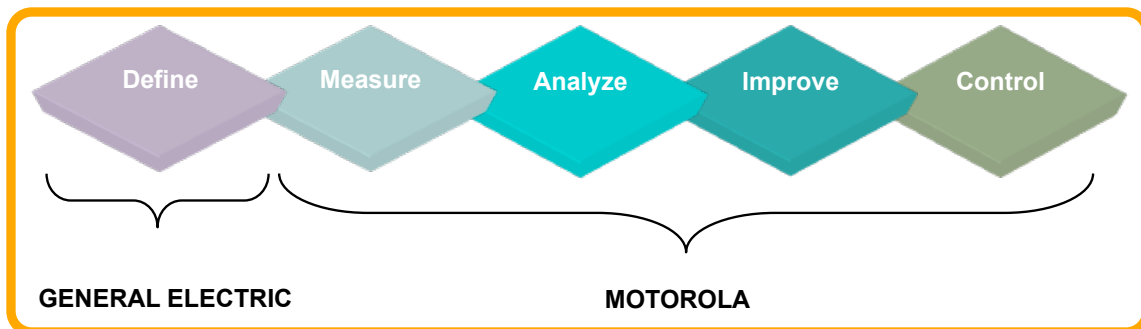 Define
Measure
Analyze
Improve
Control
GENERAL ELECTRIC
MOTOROLA